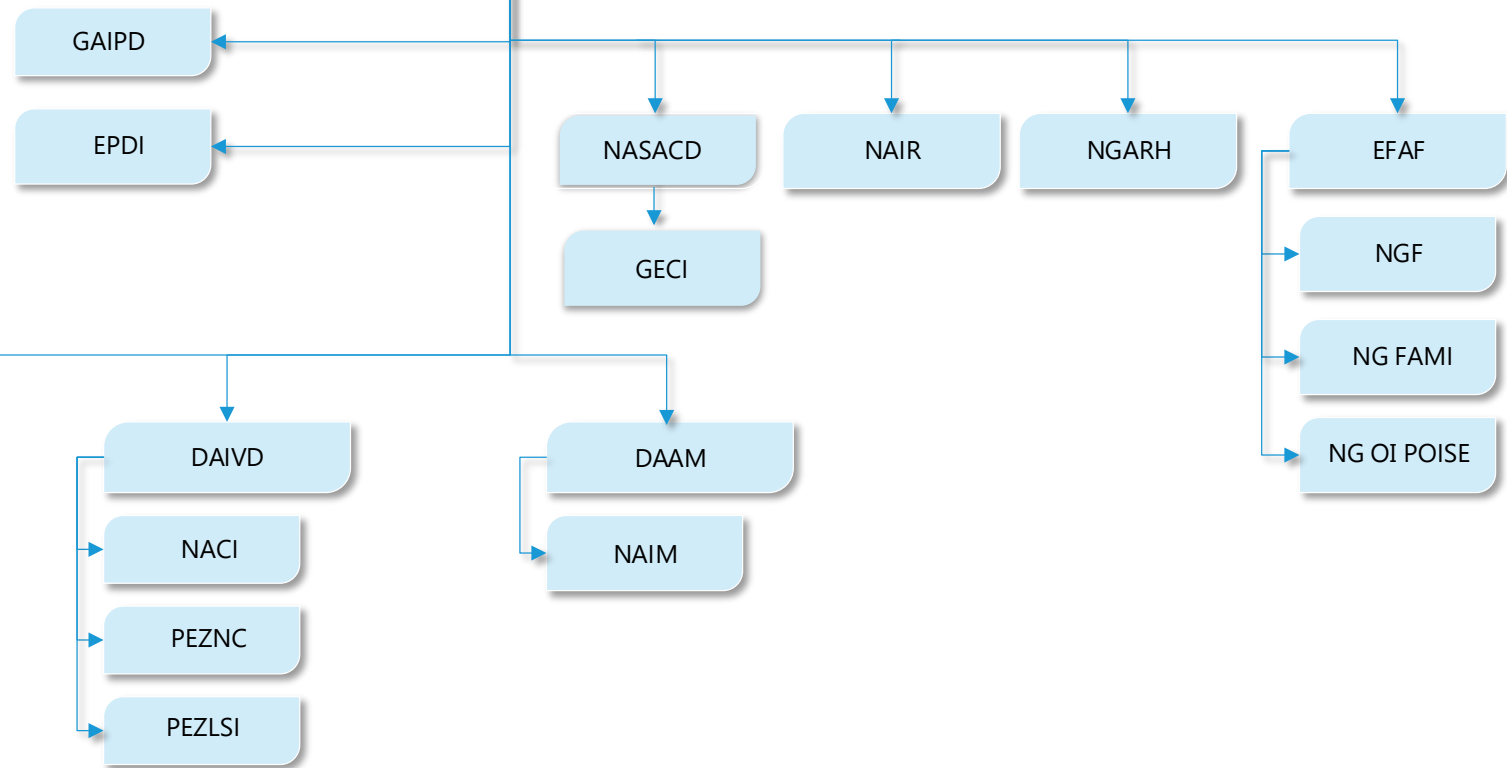 GAIPD
EPDI
NASACD
NAIR
NGARH
EFAF
GECI
NGF
NG FAMI
NG OI POISE
DAIVD
DAAM
NACI
NAIM
PEZNC
PEZLSI